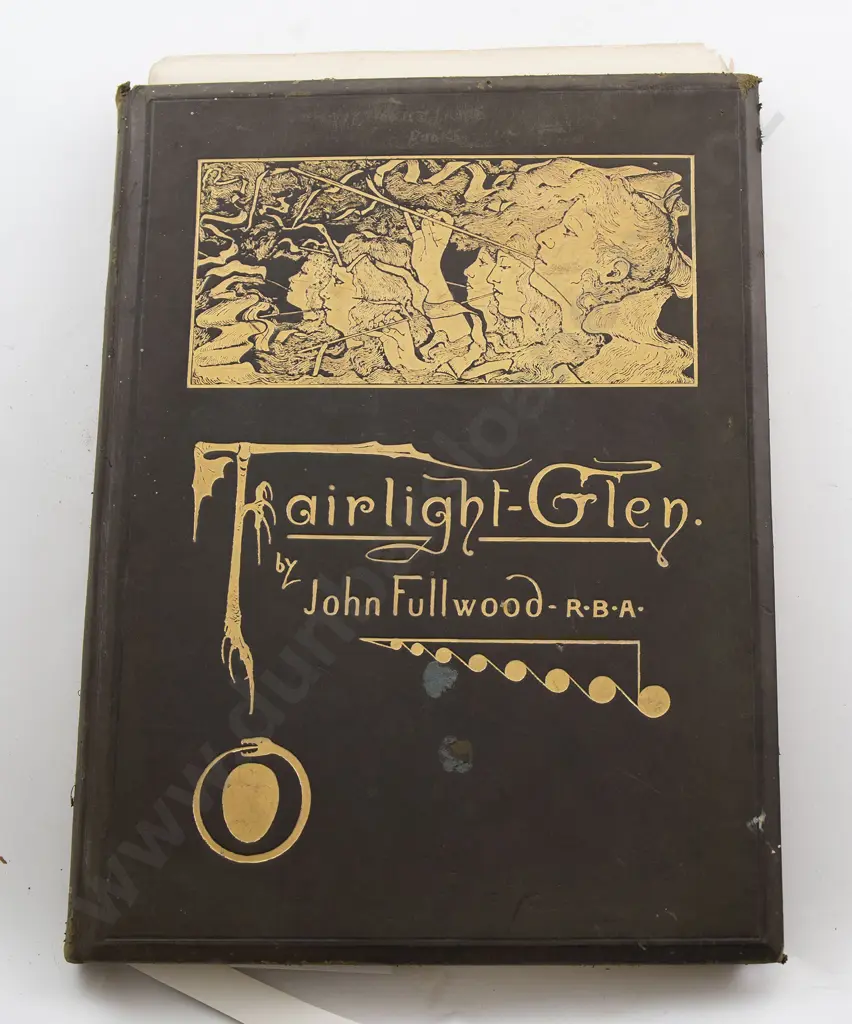 Fairlight-Glen.
by
John Fullwood - R.B.A.